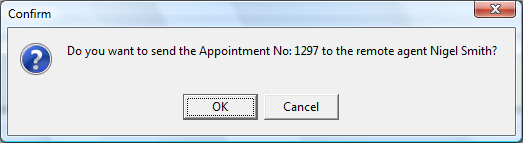 Confirm
Do you want to send the Appointment No: 1297 to the remote agent Nigel Smith?
OK
Cancel